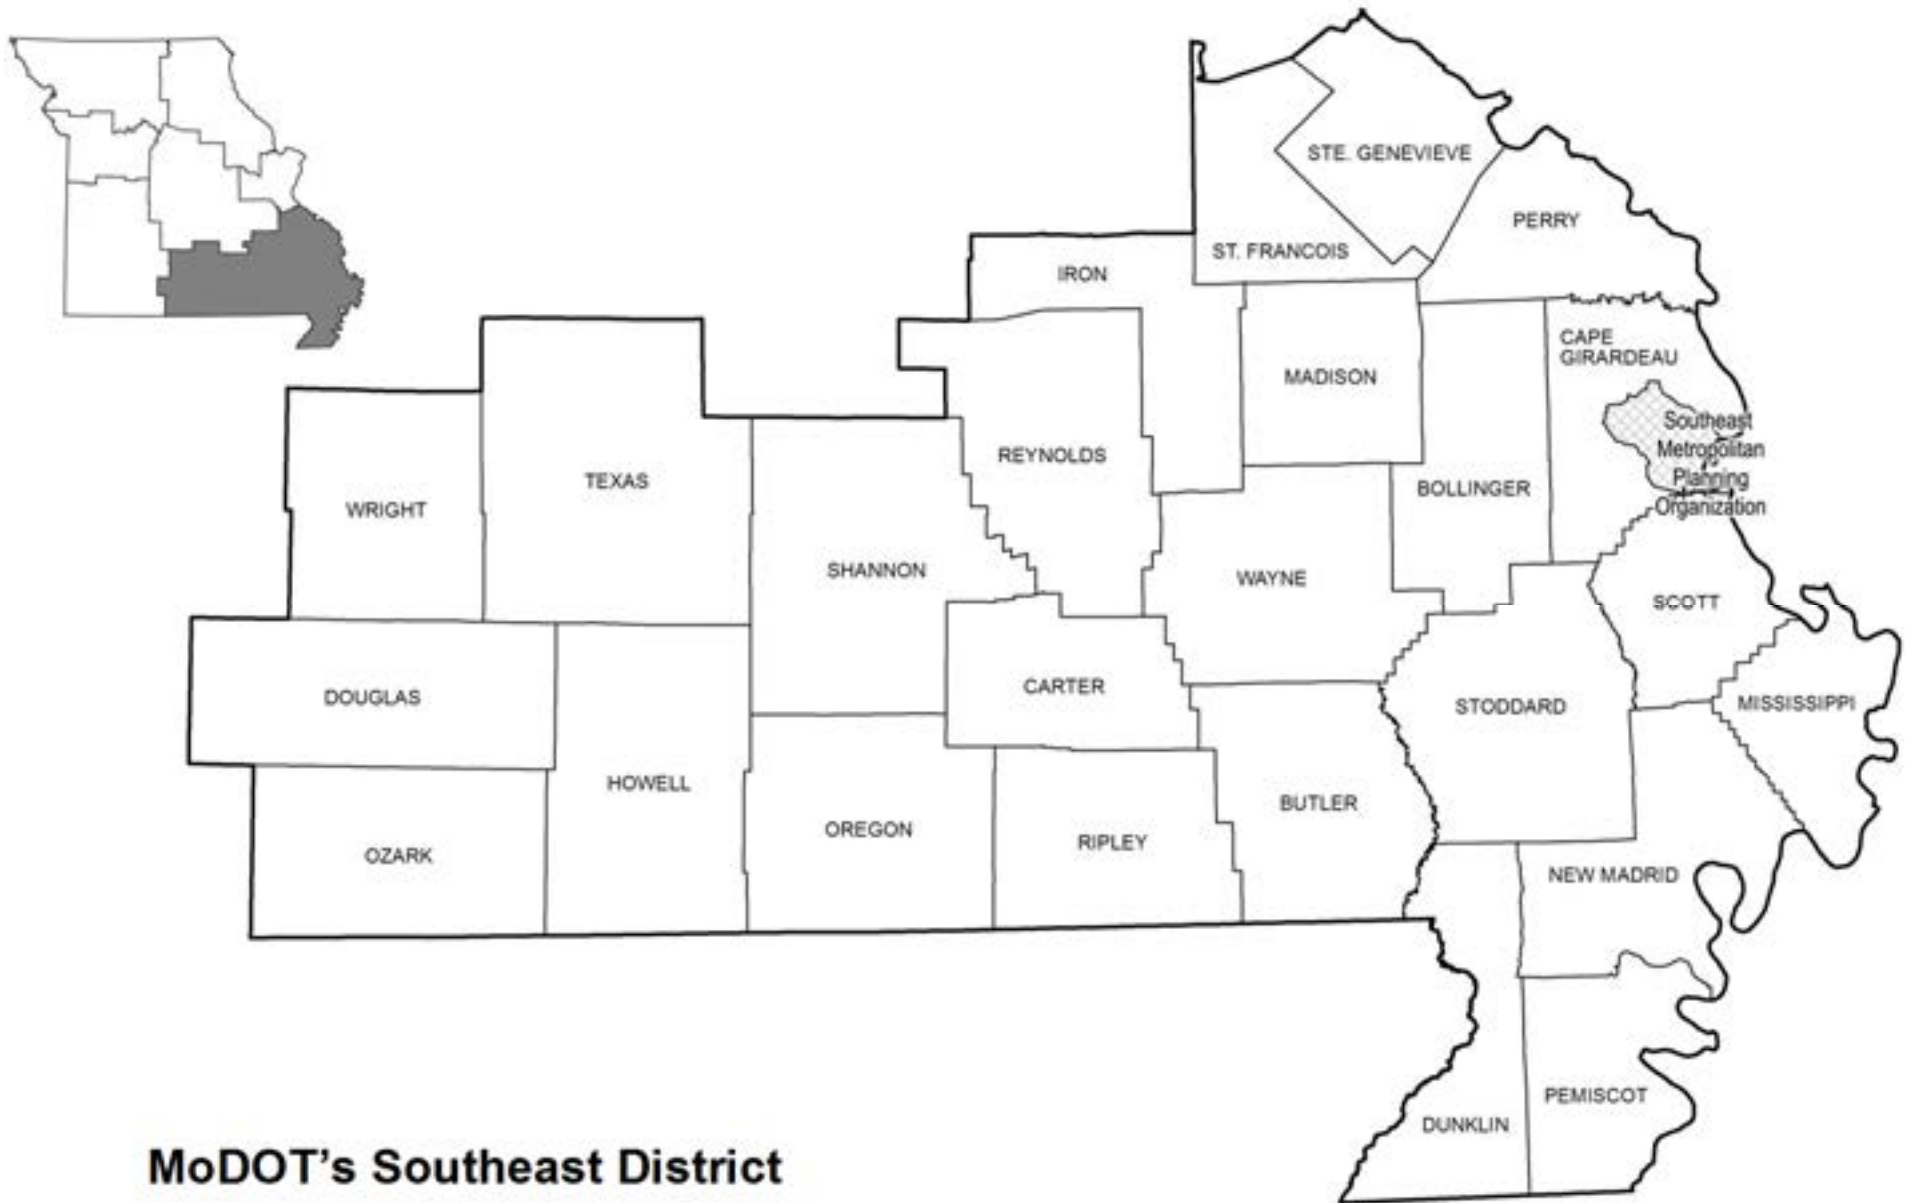 STE. GENEVIEVE
PERRY
ST. FRANCOIS
IRON
CAPE
GIRARDEAU
MADISON
Southeast
Metropolitan
Planning
Organization
REYNOLDS
TEXAS
BOLLINGER
WRIGHT
SHANNON
WAYNE
SCOTT
CARTER
DOUGLAS
STODDARD
MISSISSIPPI
HOWELL
BUTLER
OREGON
RIPLEY
OZARK
NEW MADRID
PEMISCOT
DUNKLIN
MoDOT's Southeast District